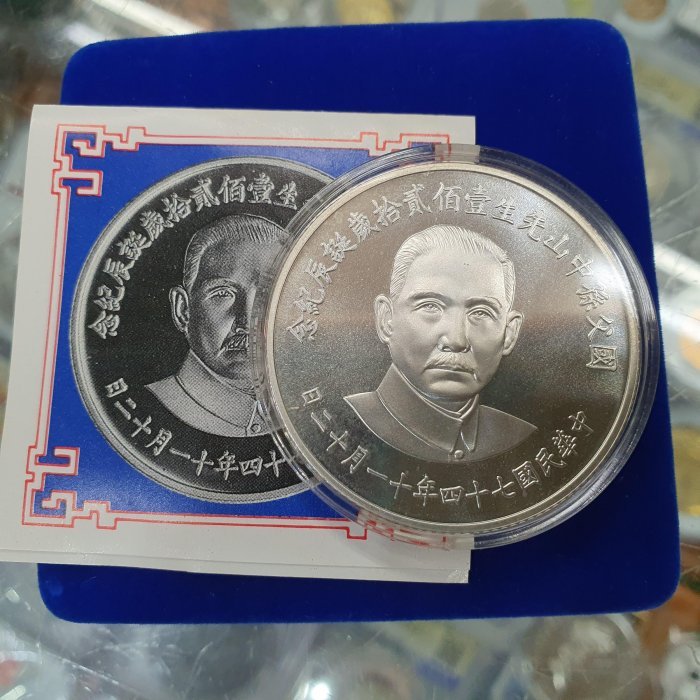 國父孫中山先生壹佰貳拾歲誕辰紀念
中華民國七十四年十一月十二日
生壹佰貳拾歲誕辰紀念
十四年十一月十二日